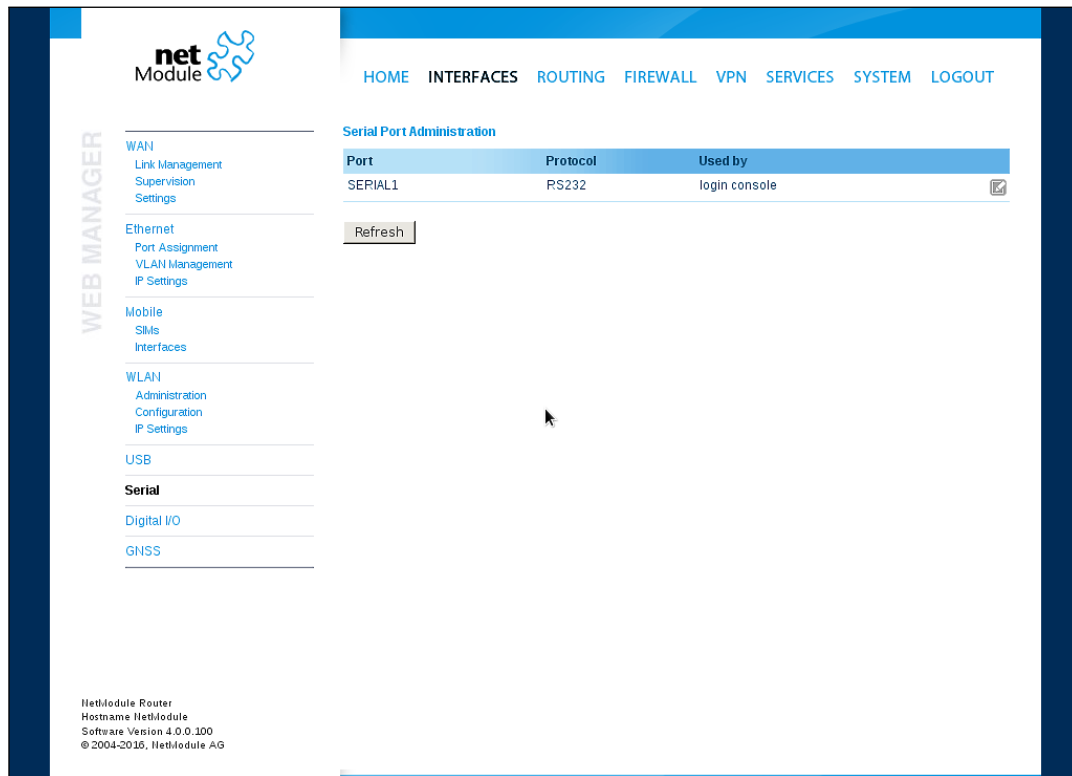 net
Module
HOME INTERFACES ROUTING FIREWALL VPN SERVICES SYSTEM LOGOUT
WEB MANAGER
WAN
Link Management
Supervision
Settings
Ethernet
Port Assignment
VLAN Management
IP Settings
Mobile
SIMs
Interfaces
WLAN
Administration
Configuration
IP Settings
USB
Serial
Digital I/O
GNSS
Serial Port Administration
Port Protocol Used by
SERIAL1 RS232 login console
Refresh
NetModule Router
Hostname NetModule
Software Version 4.0.0.100
© 2004-2016, NetModule AG